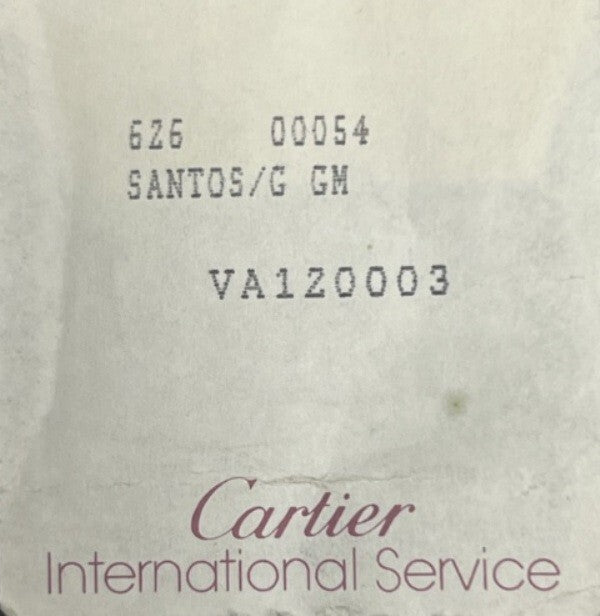 626 00054
SANTOS/G GM
VA120003
Cartier
International Service